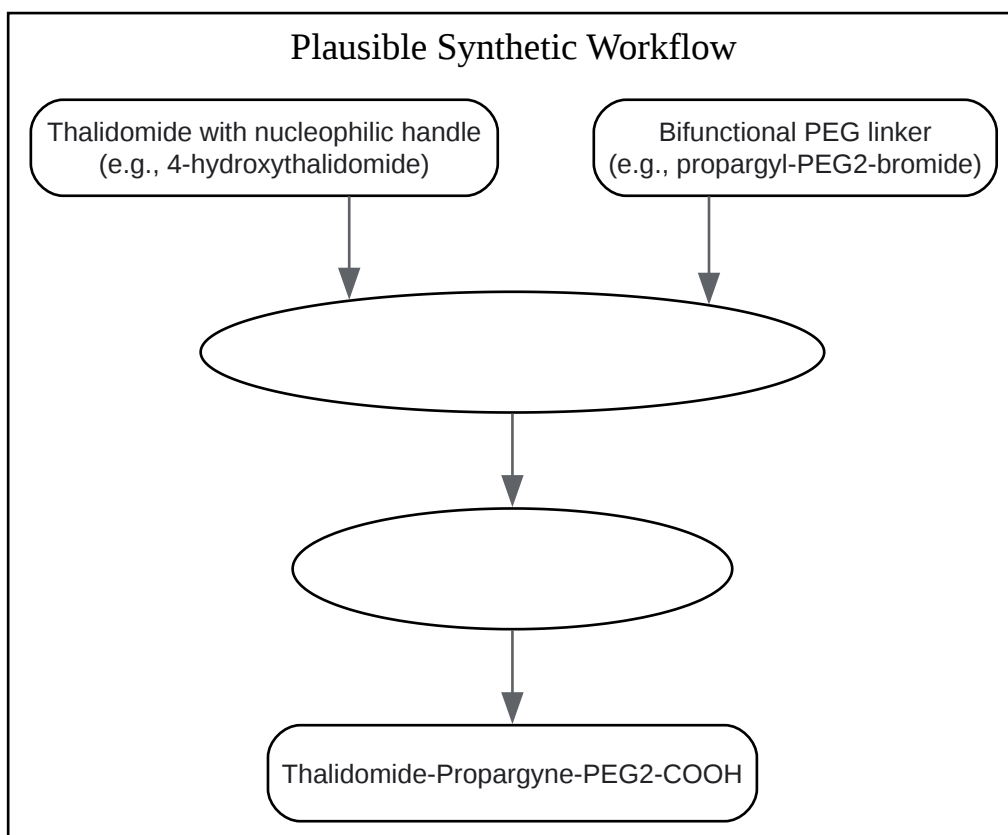 Plausible Synthetic Workflow
Thalidomide with nucleophilic handle
(e.g., 4-hydroxythalidomide)
Bifunctional PEG linker
(e.g., propargyl-PEG2-bromide)
Thalidomide-Propargyne-PEG2-COOH